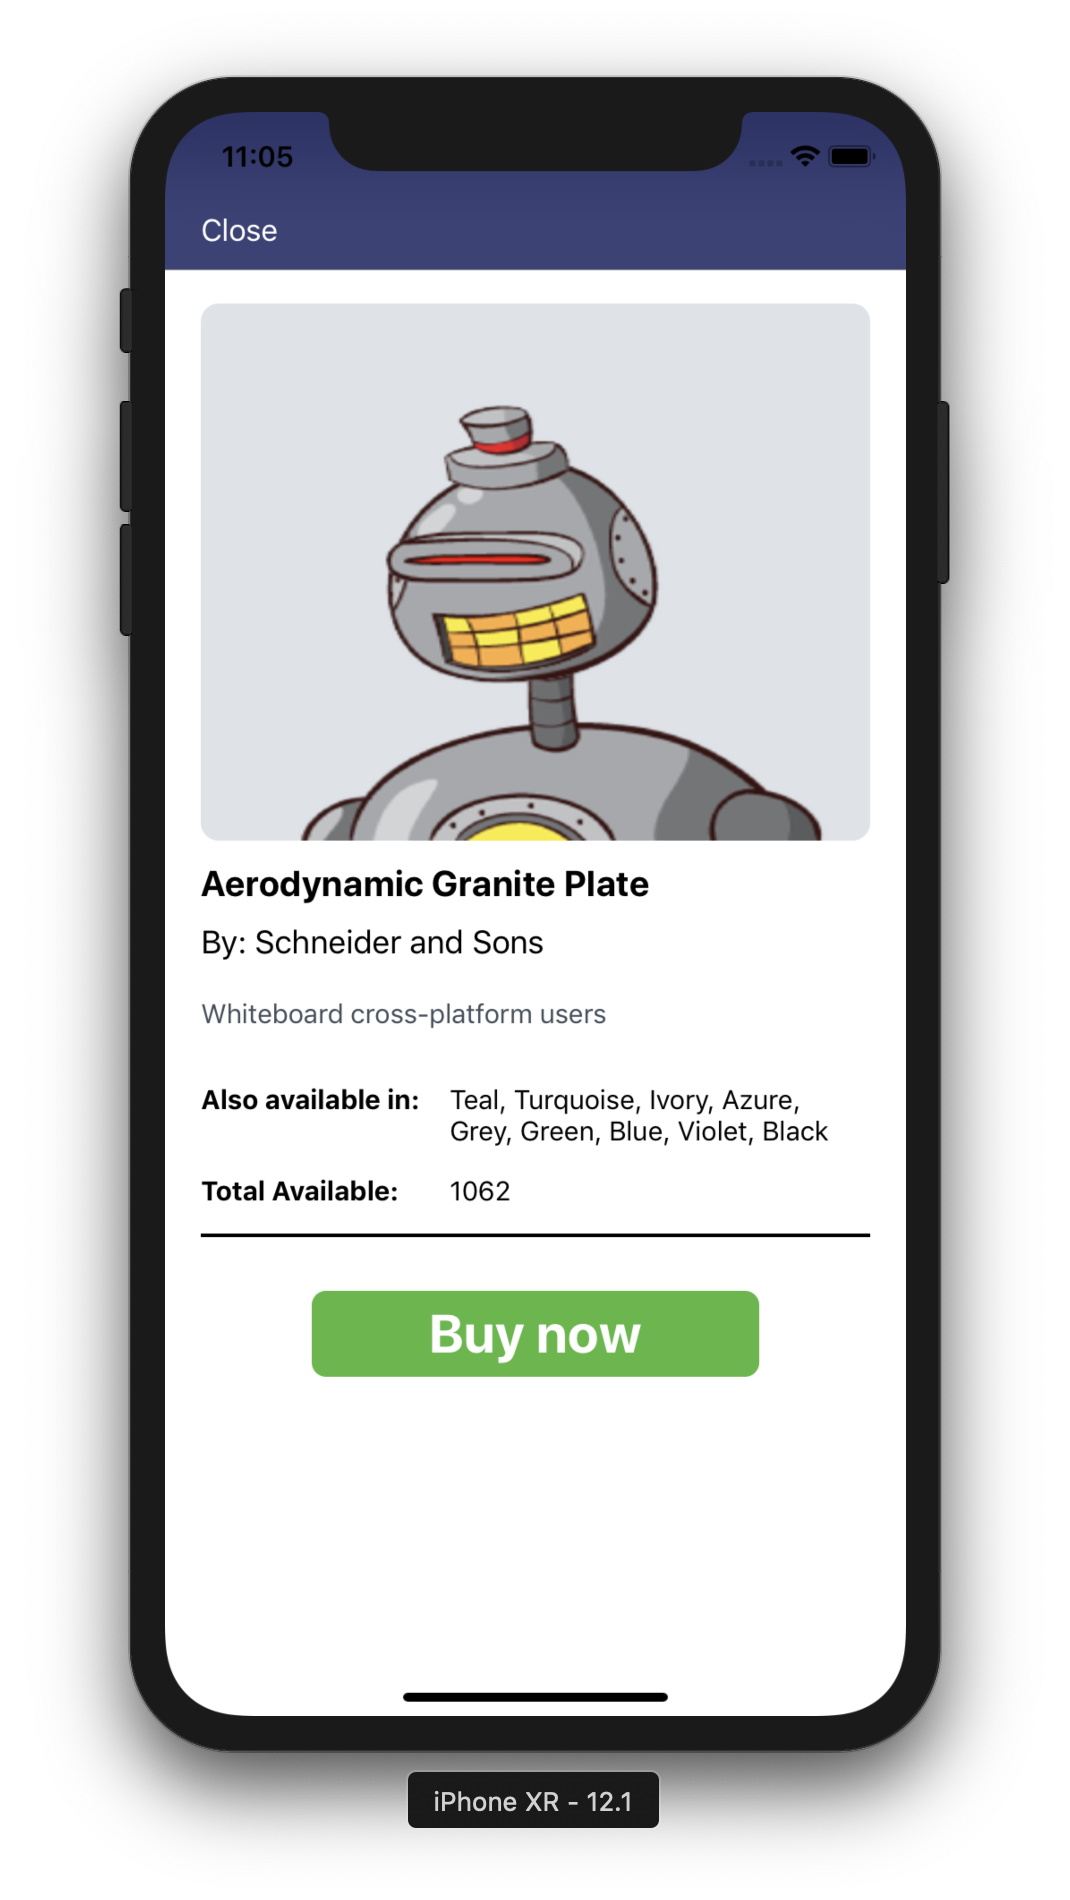 11:05
Close
Aerodynamic Granite Plate
By: Schneider and Sons
Whiteboard cross-platform users
Also available in: Teal, Turquoise, Ivory, Azure,
Grey, Green, Blue, Violet, Black
Total Available: 1062
Buy now
iPhone XR - 12.1